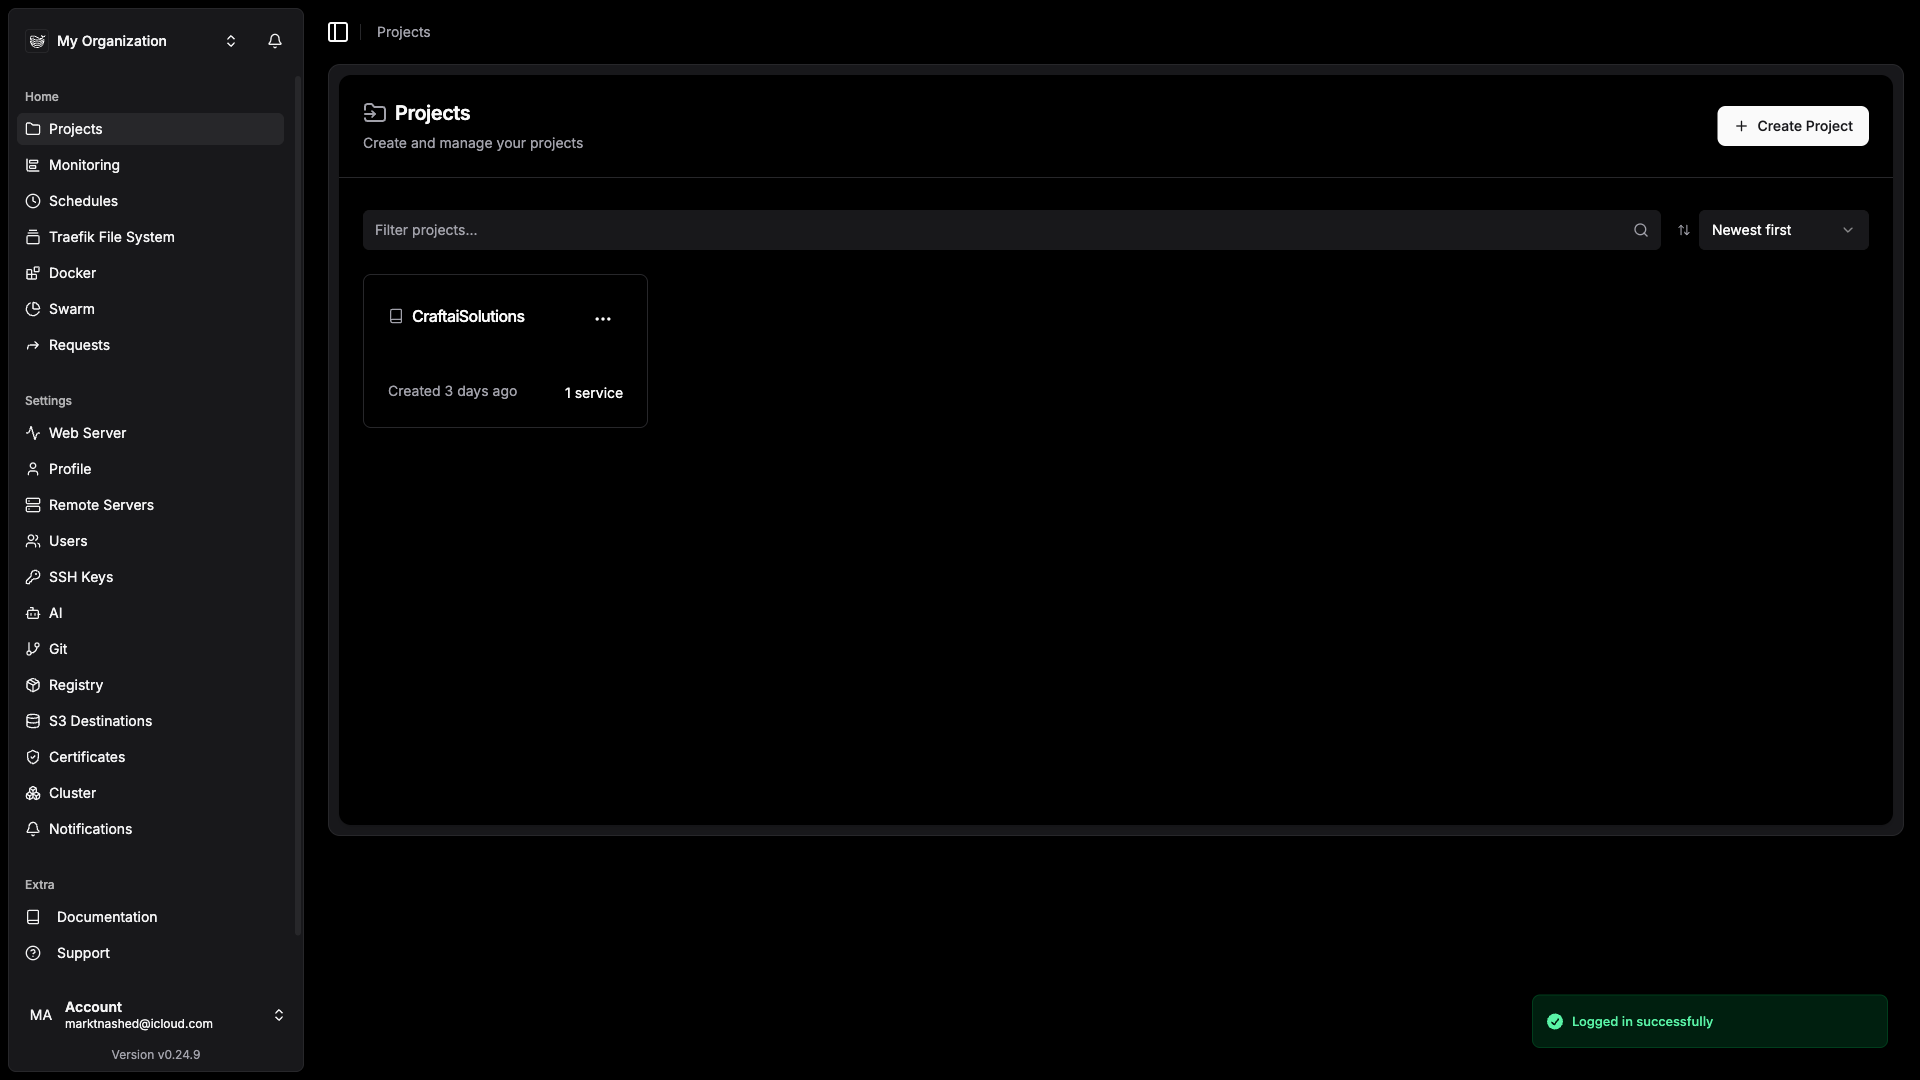 My Organization
Home
Projects
Monitoring
Schedules
Traefik File System
Docker
Swarm
Requests
Settings
Web Server
Profile
Remote Servers
Users
SSH Keys
AI
Git
Registry
S3 Destinations
Certificates
Cluster
Notifications
Extra
Documentation
Support
MA
Account
marktnashed@icloud.com
Version v0.24.9
Projects
Projects
Create and manage your projects
Create Project
Filter projects...
Newest first
CraftaiSolutions
Created 3 days ago
1 service
Logged in successfully